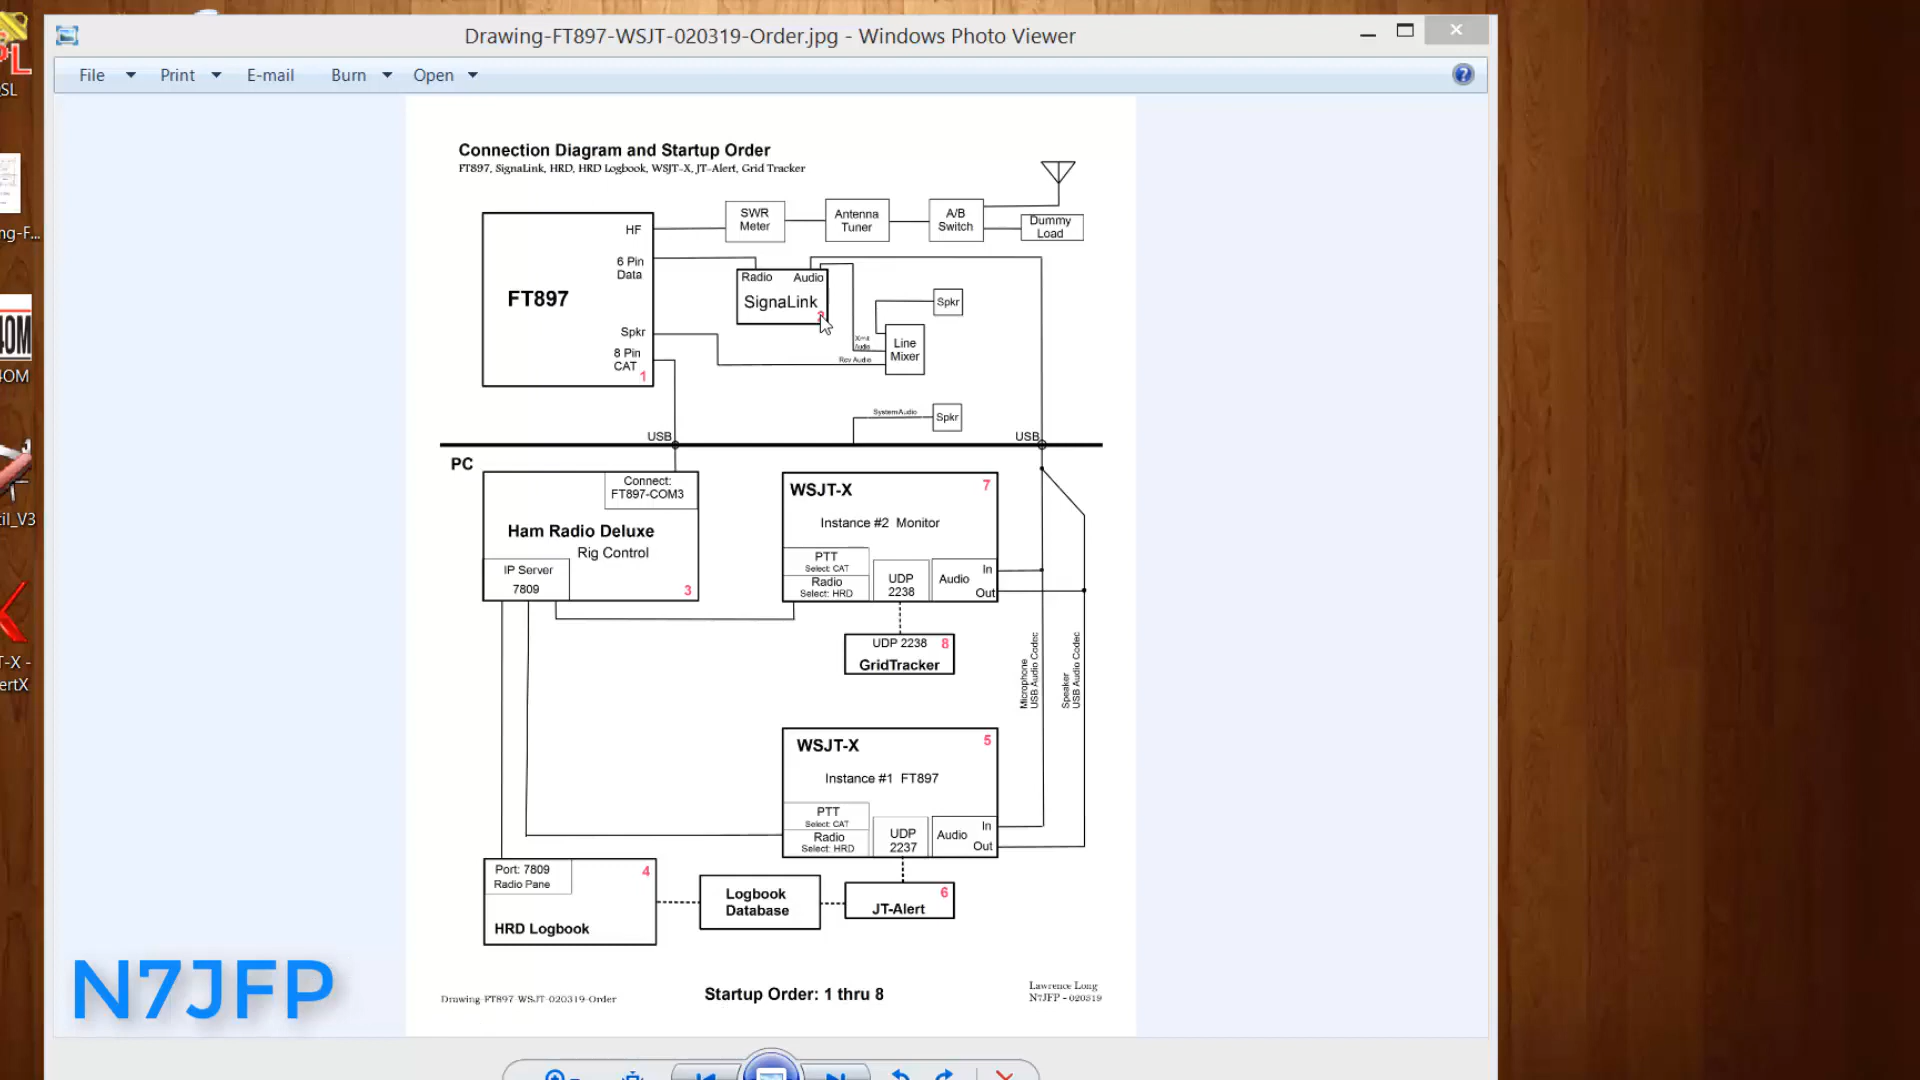 Drawing-FT897-WSJT-020319-Order.jpg - Windows Photo Viewer
File Print E-mail Burn Open
Connection Diagram and Startup Order
FT897, SignaLink, HRD, HRD Logbook, WSJT-X, JT-Alert, Grid Tracker
HF
SWR
Meter
Antenna
Tuner
A/B
Switch
Dummy
Load
6 Pin
Data
FT897
Spkr
8 Pin
CAT
1
Radio Audio
SignaLink
2
Spkr
Line
Mixer
Xmit
Audio
Rcv Audio
SystemAudio
Spkr
USB
USB
PC
Connect:
FT897-COM3
Ham Radio Deluxe
Rig Control
IP Server
7809
3
WSJT-X
7
Instance #2 Monitor
PTT
Select: CAT
Radio
Select: HRD
UDP
2238
Audio
In
Out
UDP 2238
8
GridTracker
Microphone
USB Audio Codec
Speaker
USB Audio Codec
WSJT-X
5
Instance #1 FT897
PTT
Select: CAT
Radio
Select: HRD
UDP
2237
Audio
In
Out
Port: 7809
Radio Pane
4
HRD Logbook
Logbook
Database
6
JT-Alert
Drawing-FT897-WSJT-020319-Order
Startup Order: 1 thru 8
Lawrence Long
N7JFP - 020319
N7JFP